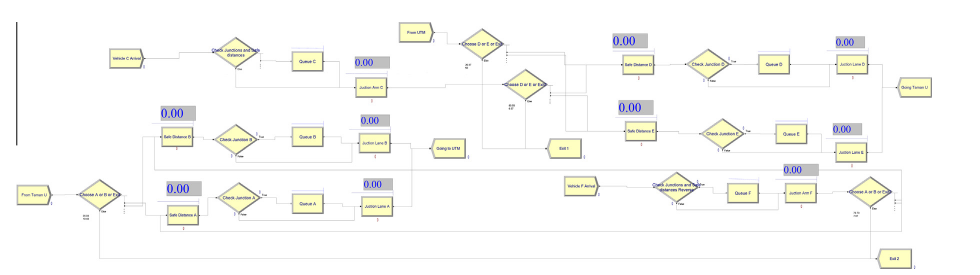 From UTM
Choose D or E or Exit
0.00
Vehicle C Arrival
Check Junctions and Safe
distances
Queue C
0.00
Safe Distance D
Check Junction D
Queue D
0.00
Juction Lane D
Juction Arm C
Choose D or E or Exit
Going Taman U
0.00
Safe Distance B
Check Junction B
Queue B
0.00
Juction Lane B
Going to UTM
Exit 1
0.00
Safe Distance E
Check Junction E
Queue E
0.00
Juction Lane E
From Taman U
Choose A or B or Exit
0.00
Safe Distance A
Check Junction A
Queue A
0.00
Juction Lane A
Vehicle F Arrival
Check Junctions and Safe
distances Reverse
Queue F
0.00
Juction Arm F
Choose A or B or Exit
Exit 2